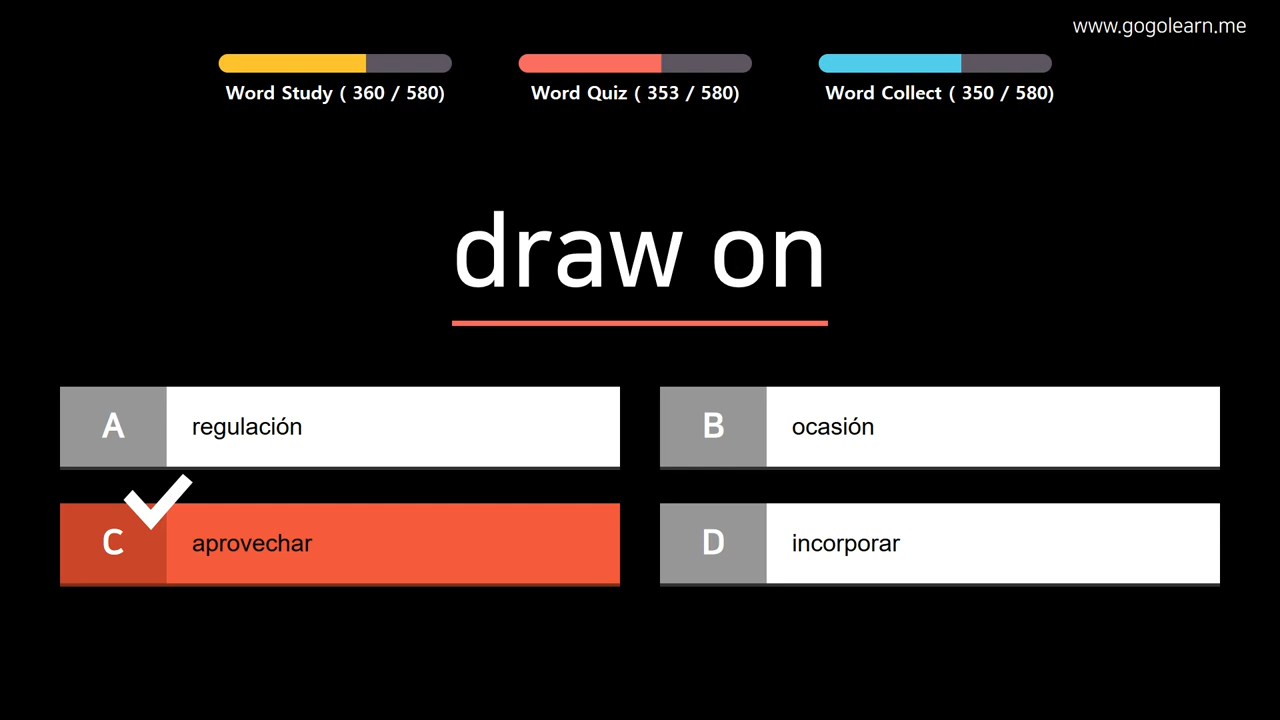 www.gogolearn.me
Word Study ( 360 / 580)
Word Quiz ( 353 / 580)
Word Collect ( 350 / 580)
draw on
A regulación
B ocasión
C aprovechar
D incorporar